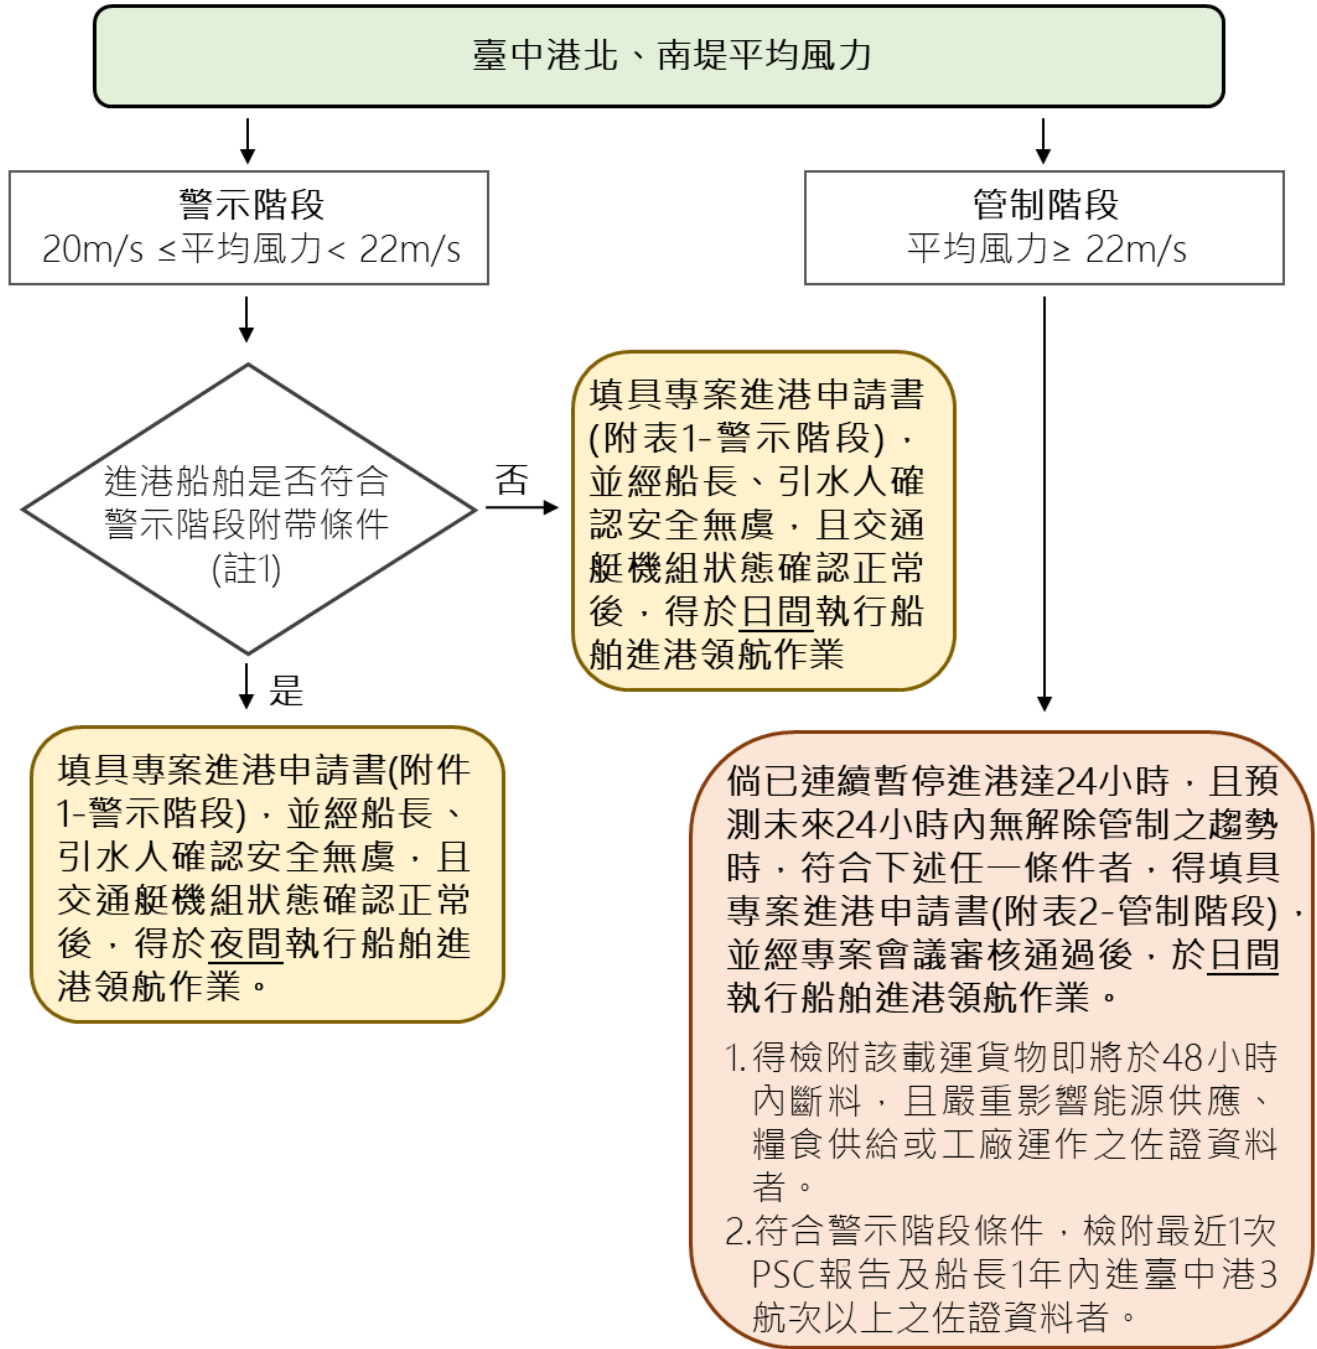 臺中港北、南堤平均風力
警示階段
20m/s ≤平均風力< 22m/s
管制階段
平均風力≥ 22m/s
進港船舶是否符合
警示階段附帶條件
(註1)
否
填具專案進港申請書
(附表1-警示階段)，
並經船長、引水人確
認安全無虞，且交通
艇機組狀態確認正常
後，得於日間執行船
舶進港領航作業
是
填具專案進港申請書(附件
1-警示階段)，並經船長、
引水人確認安全無虞，且
交通艇機組狀態確認正常
後，得於夜間執行船舶進
港領航作業。
倘已連續暫停進港達24小時，且預
測未來24小時內無解除管制之趨勢
時，符合下述任一條件者，得填具
專案進港申請書(附表2-管制階段)，
並經專案會議審核通過後，於日間
執行船舶進港領航作業。
1.得檢附該載運貨物即將於48小時
內斷料，且嚴重影響能源供應、
糧食供給或工廠運作之佐證資料
者。
2.符合警示階段條件，檢附最近1次
PSC報告及船長1年內進臺中港3
航次以上之佐證資料者。